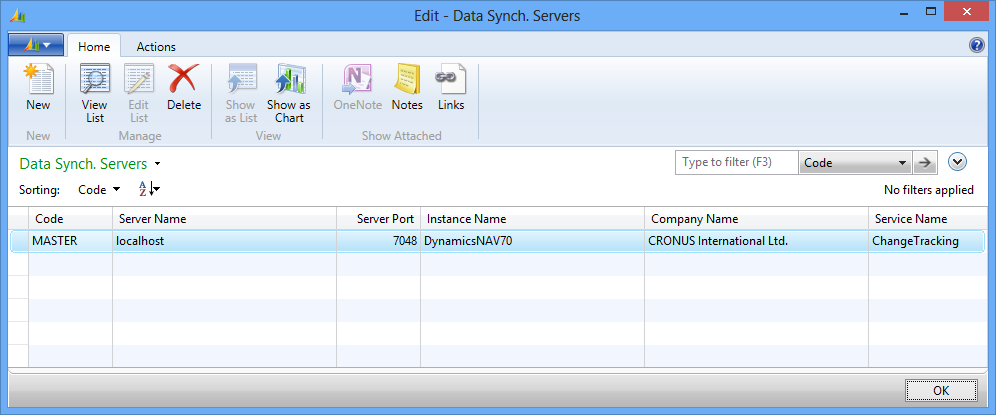 Edit - Data Synch. Servers
Home Actions
New View List Edit List Delete Show as List Show as Chart OneNote Notes Links
New Manage View Show Attached
Data Synch. Servers
Type to filter (F3) Code
Sorting: Code A Z No filters applied
Code Server Name Server Port Instance Name Company Name Service Name
MASTER localhost 7048 DynamicsNAV70 CRONUS International Ltd. ChangeTracking
OK